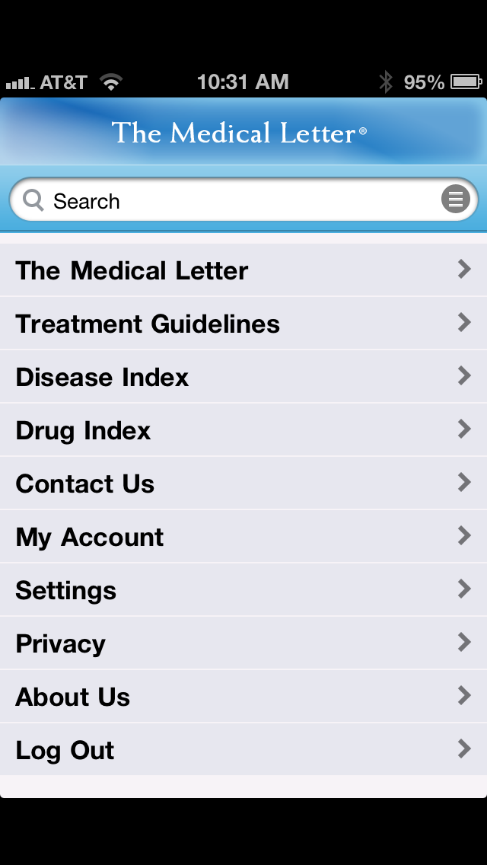 AT&T 10:31 AM 95%
The Medical Letter®
Search
The Medical Letter
Treatment Guidelines
Disease Index
Drug Index
Contact Us
My Account
Settings
Privacy
About Us
Log Out